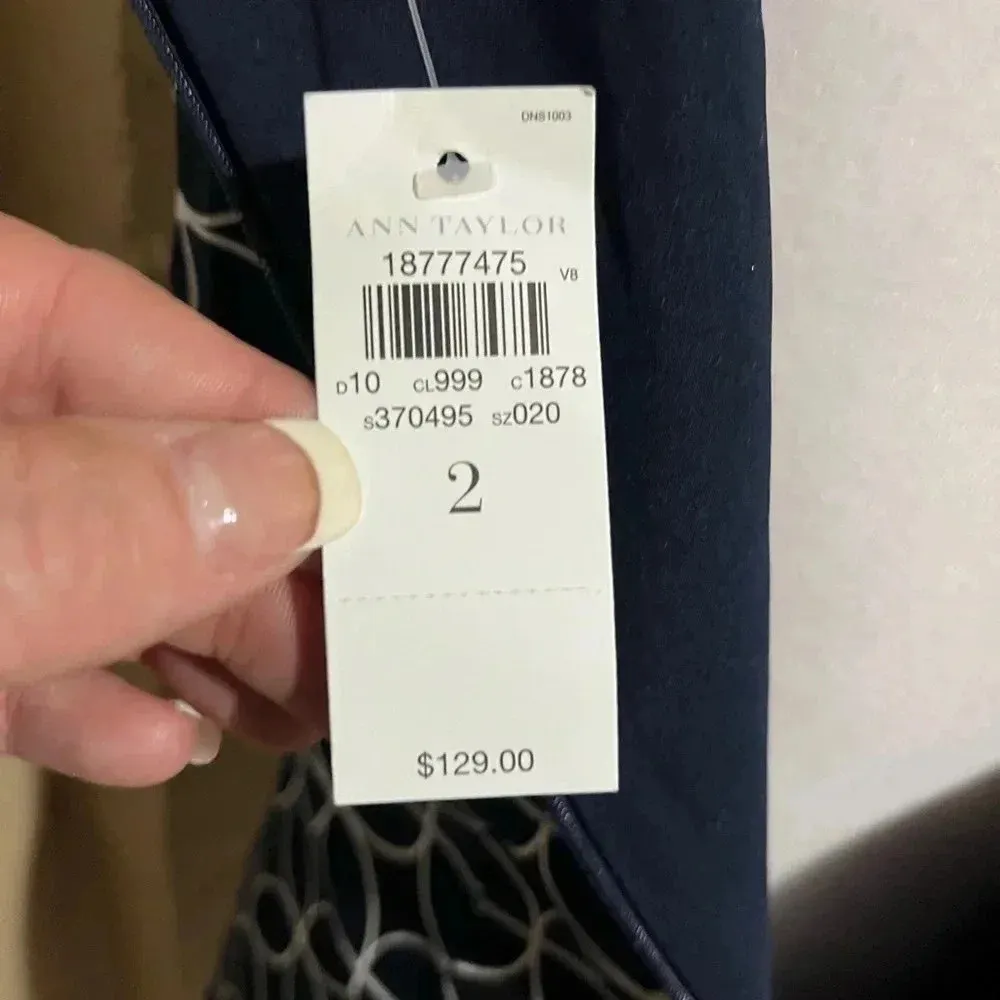 DNS1003
ANN TAYLOR
18777475
V8
D10 CL999 C1878
S370495 SZ020
2
$129.00